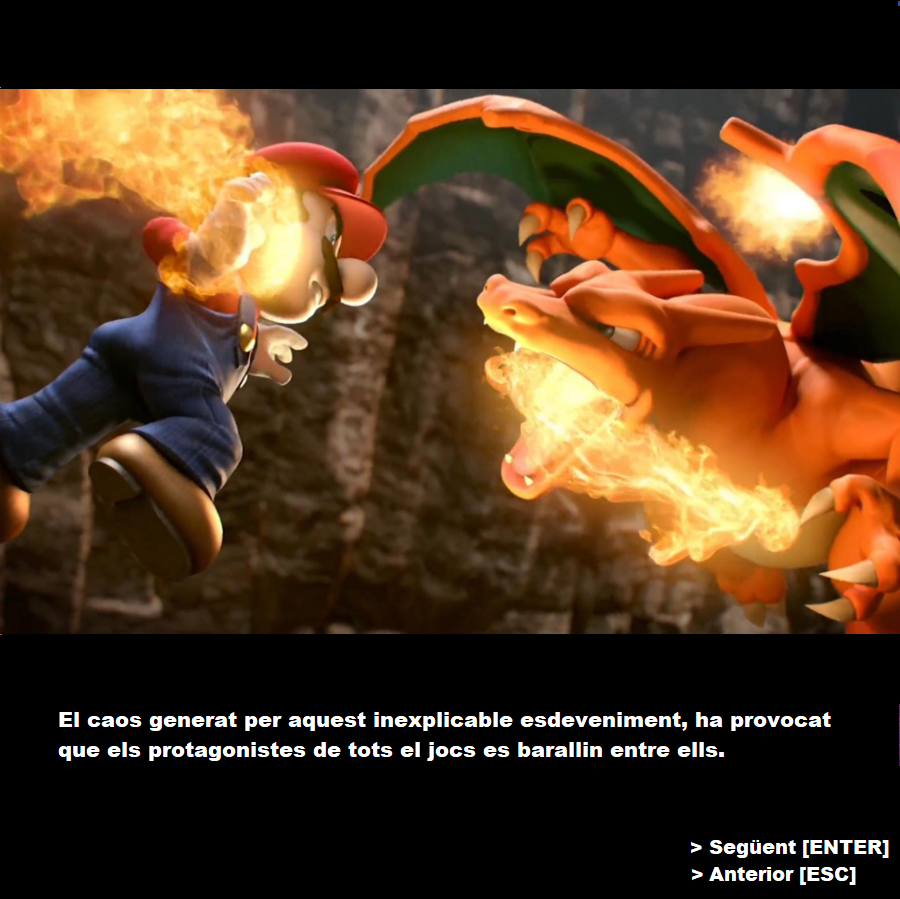 El caos generat per aquest inexplicable esdeveniment, ha provocat
que els protagonistes de tots el jocs es barallin entre ells.
> Següent [ENTER]
> Anterior [ESC]